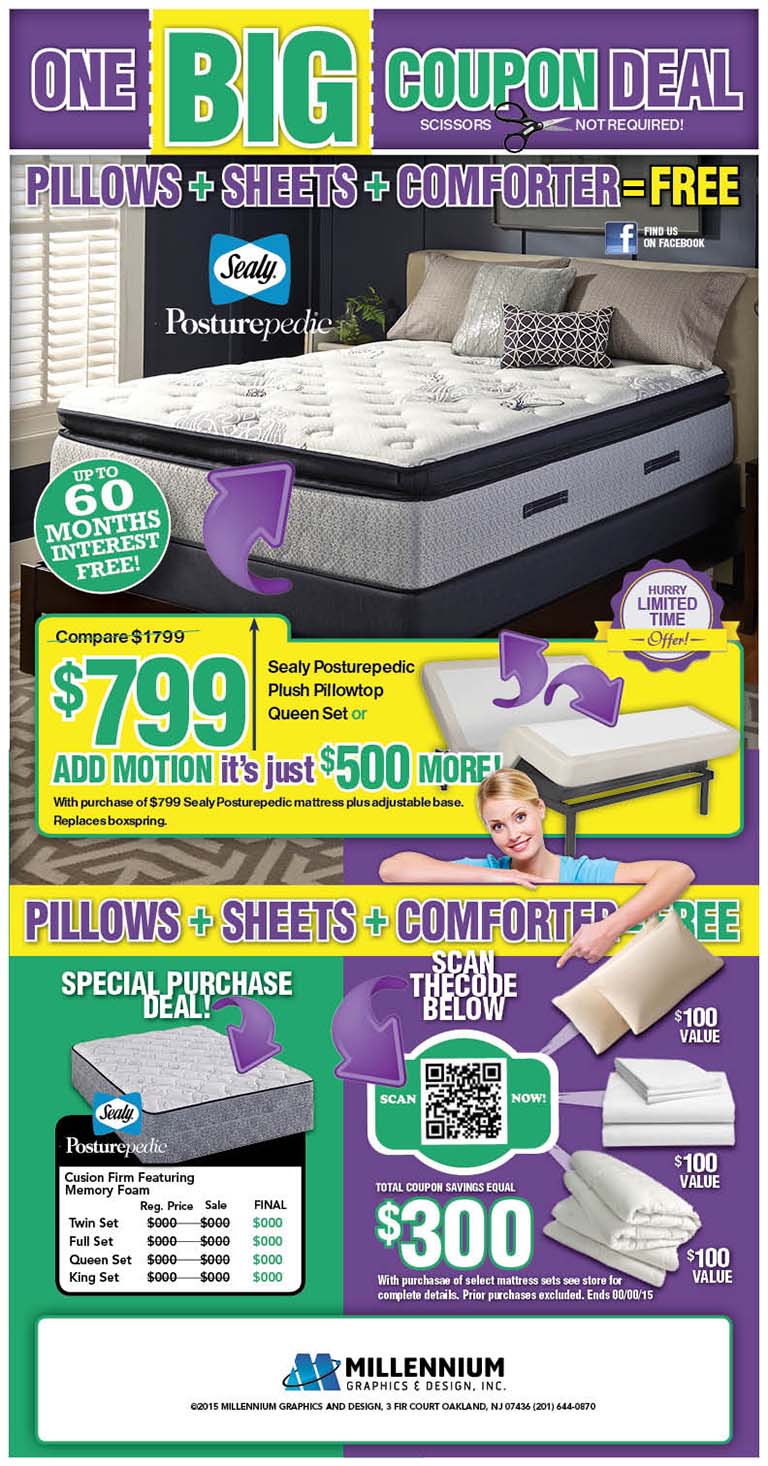 ONE BIG COUPON DEAL
SCISSORS NOT REQUIRED!
PILLOWS + SHEETS + COMFORTER = FREE
f FIND US
ON FACEBOOK
Sealy
Posturepedic
UP TO
60
MONTHS
INTEREST
FREE!
HURRY
LIMITED
TIME
Offer!
Compare $1799
$799
Sealy Posturepedic
Plush Pillowtop
Queen Set or
ADD MOTION it's just $500 MORE!
With purchase of $799 Sealy Posturepedic mattress plus adjustable base.
Replaces boxspring.
PILLOWS + SHEETS + COMFORTER = FREE
SPECIAL PURCHASE
DEAL!
SCAN
THECODE
BELOW
$100
VALUE
SCAN NOW!
Sealy
Posturepedic
Cusion Firm Featuring
Memory Foam
Reg. Price Sale FINAL
Twin Set $000 $000 $000
Full Set $000 $000 $000
Queen Set $000 $000 $000
King Set $000 $000 $000
$100
VALUE
TOTAL COUPON SAVINGS EQUAL
$300
$100
VALUE
With purchasae of select mattress sets see store for
complete details. Prior purchases excluded. Ends 00/00/15
MILLENNIUM
GRAPHICS & DESIGN, INC.
©2015 MILLENNIUM GRAPHICS AND DESIGN, 3 FIR COURT OAKLAND, NJ 07436 (201) 644-0870